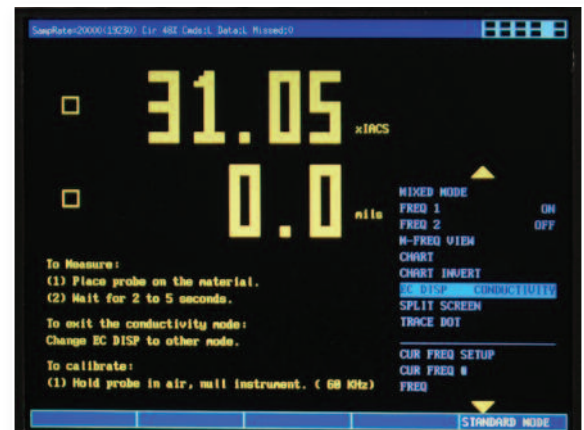 SampRate=20000(19230) Cir 46% Cmds:L Data:L Missed:0
31.05 %IACS
0.0 mils
To Measure:
(1) Place probe on the material.
(2) Wait for 2 to 5 seconds.
To exit the conductivity mode:
Change EC DISP to other mode.
To calibrate:
(1) Hold probe in air, null instrument. ( 60 KHz)
MIXED MODE
FREQ 1 ON
FREQ 2 OFF
M-FREQ VIEW
CHART
CHART INVERT
EC DISP CONDUCTIVITY
SPLIT SCREEN
TRACE DOT
CUR FREQ SETUP
CUR FREQ #
FREQ
STANDARD MODE